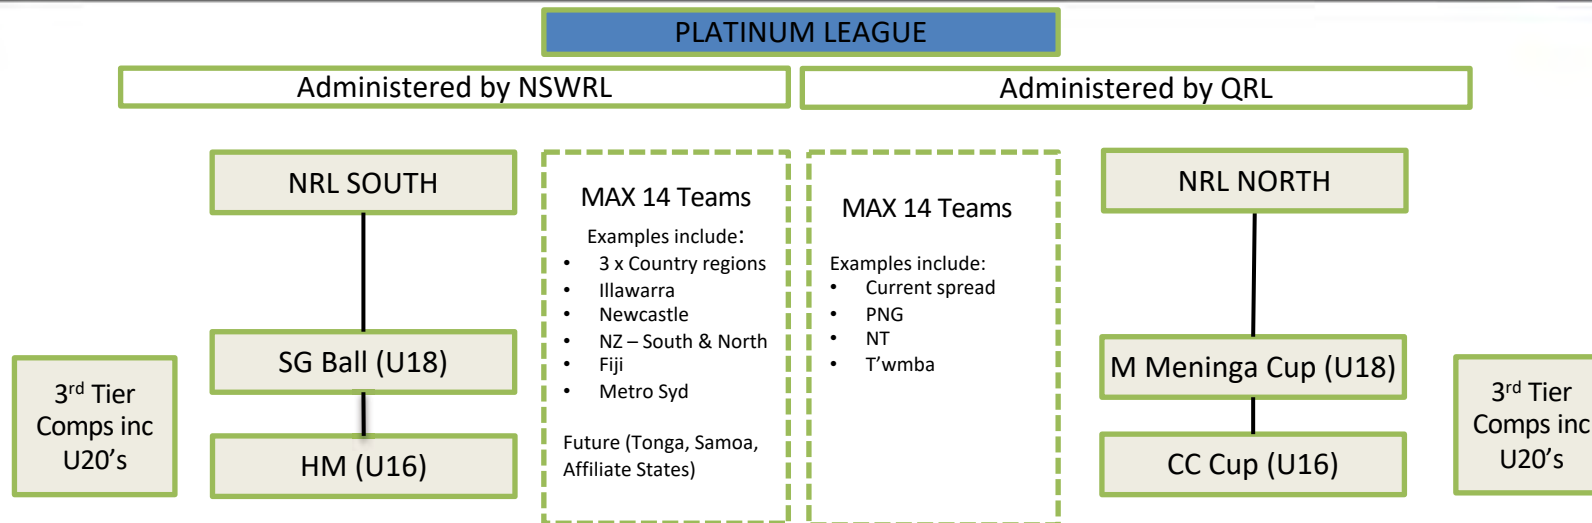 PLATINUM LEAGUE
Administered by NSWRL
Administered by QRL
NRL SOUTH
SG Ball (U18)
HM (U16)
3rd Tier
Comps inc
U20’s
MAX 14 Teams
Examples include:
• 3 x Country regions
• Illawarra
• Newcastle
• NZ – South & North
• Fiji
• Metro Syd
Future (Tonga, Samoa,
Affiliate States)
MAX 14 Teams
Examples include:
• Current spread
• PNG
• NT
• T’wmba
NRL NORTH
M Meninga Cup (U18)
CC Cup (U16)
3rd Tier
Comps inc
U20’s